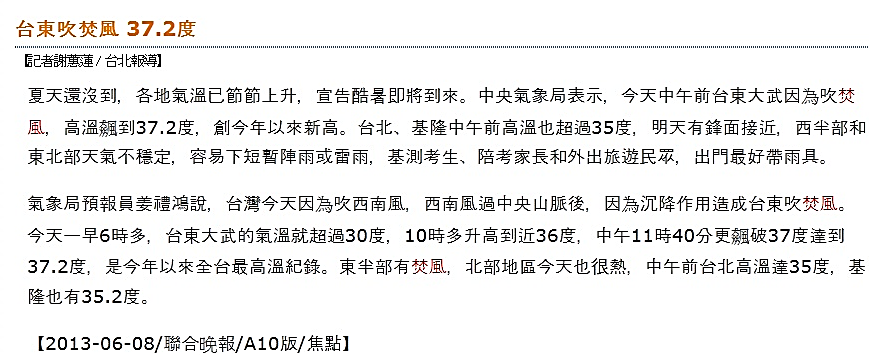 台東吹焚風 37.2度
【記者謝蕙蓮／台北報導】
夏天還沒到，各地氣溫已節節上升，宣告酷暑即將到來。中央氣象局表示，今天中午前台東大武因為吹焚
風，高溫飆到37.2度，創今年以來新高。台北、基隆中午前高溫也超過35度，明天有鋒面接近，西半部和
東北部天氣不穩定，容易下短暫陣雨或雷雨，基測考生、陪考家長和外出旅遊民眾，出門最好帶雨具。
氣象局預報員姜禮鴻說，台灣今天因為吹西南風，西南風過中央山脈後，因為沉降作用造成台東吹焚風。
今天一早6時多，台東大武的氣溫就超過30度，10時多升高到近36度，中午11時40分更飆破37度達到
37.2度，是今年以來全台最高溫紀錄。東半部有焚風，北部地區今天也很熱，中午前台北高溫達35度，基
隆也有35.2度。
【2013-06-08/聯合晚報/A10版/焦點】